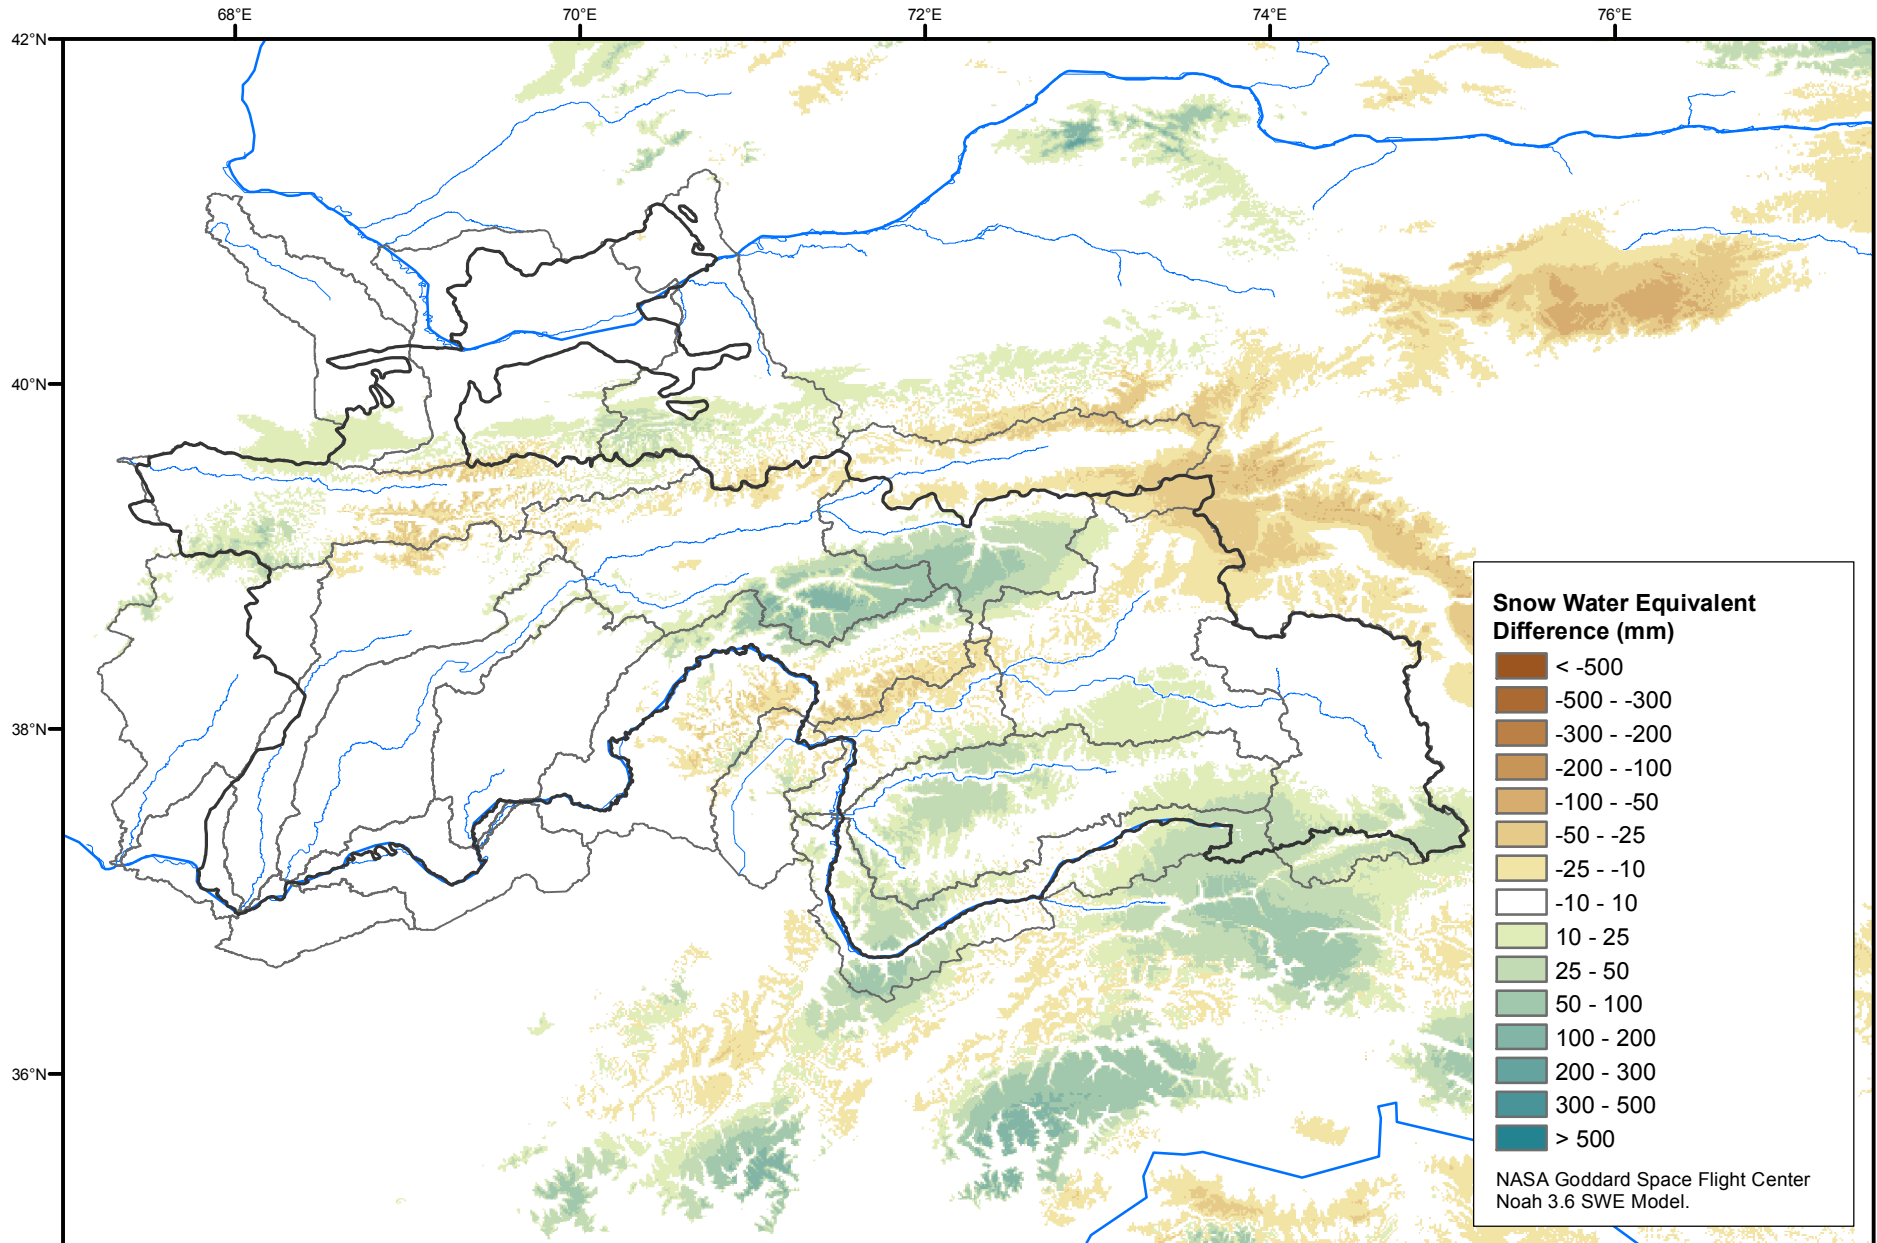 68°E
70°E
72°E
74°E
76°E
42°N
40°N
38°N
36°N
Snow Water Equivalent
Difference (mm)
< -500
-500 - -300
-300 - -200
-200 - -100
-100 - -50
-50 - -25
-25 - -10
-10 - 10
10 - 25
25 - 50
50 - 100
100 - 200
200 - 300
300 - 500
> 500
NASA Goddard Space Flight Center
Noah 3.6 SWE Model.